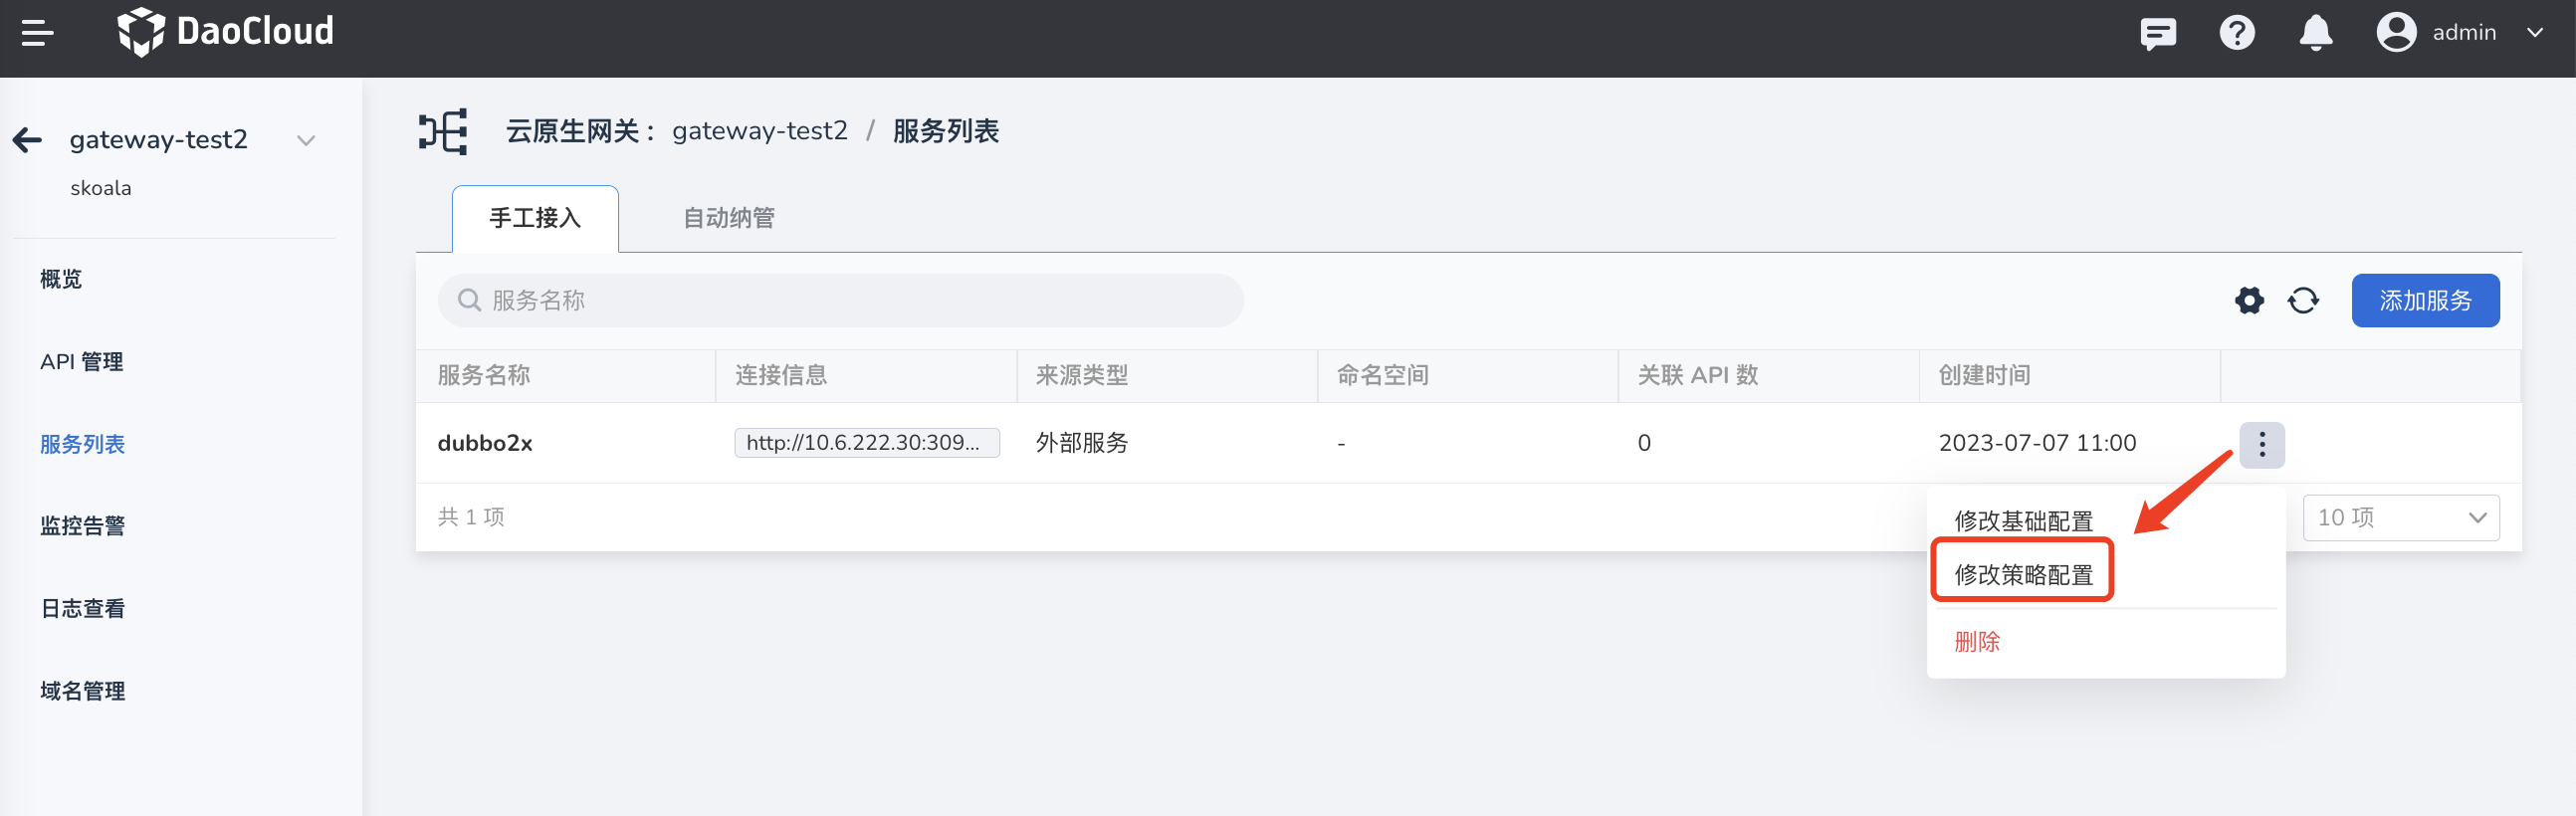 DaoCloud
admin
gateway-test2
skoala
概览
API 管理
服务列表
监控告警
日志查看
域名管理
云原生网关： gateway-test2 / 服务列表
手工接入 自动纳管
服务名称
添加服务
服务名称 连接信息 来源类型 命名空间 关联 API 数 创建时间
dubbo2x http://10.6.222.30:309... 外部服务 - 0 2023-07-07 11:00
共 1 项
10 项
修改基础配置
修改策略配置
删除